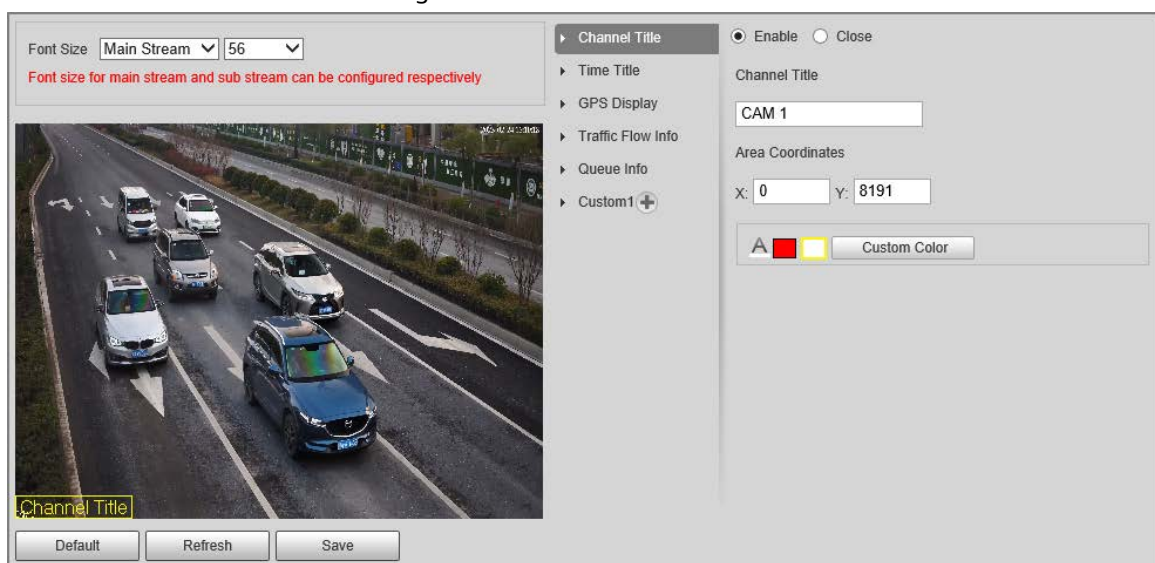 Font Size Main Stream 56
Font size for main stream and sub stream can be configured respectively
Channel Title
Default Refresh Save
Channel Title
Time Title
GPS Display
Traffic Flow Info
Queue Info
Custom1
Enable Close
Channel Title
CAM 1
Area Coordinates
X: 0 Y: 8191
A Custom Color